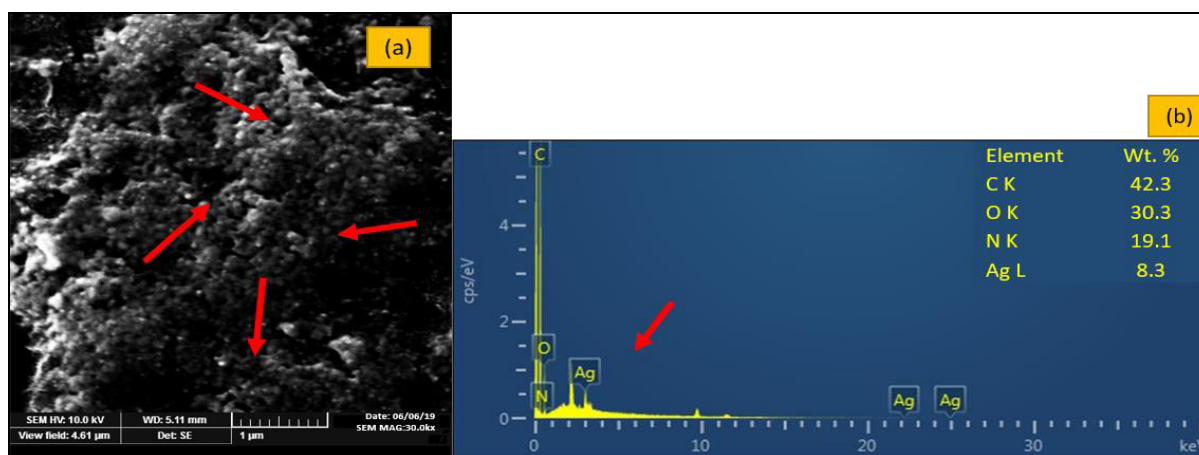 (a)
SEM HV: 10.0 kV
WD: 5.11 mm
Date: 06/06/19
SEM MAG:30.0kx
View field: 4.61 µm
Det: SE
1 µm
(b)
Element Wt. %
C K 42.3
O K 30.3
N K 19.1
Ag L 8.3
cps/eV
4
2
0
C
O
N
Ag
Ag
Ag
0
10
20
30
keV